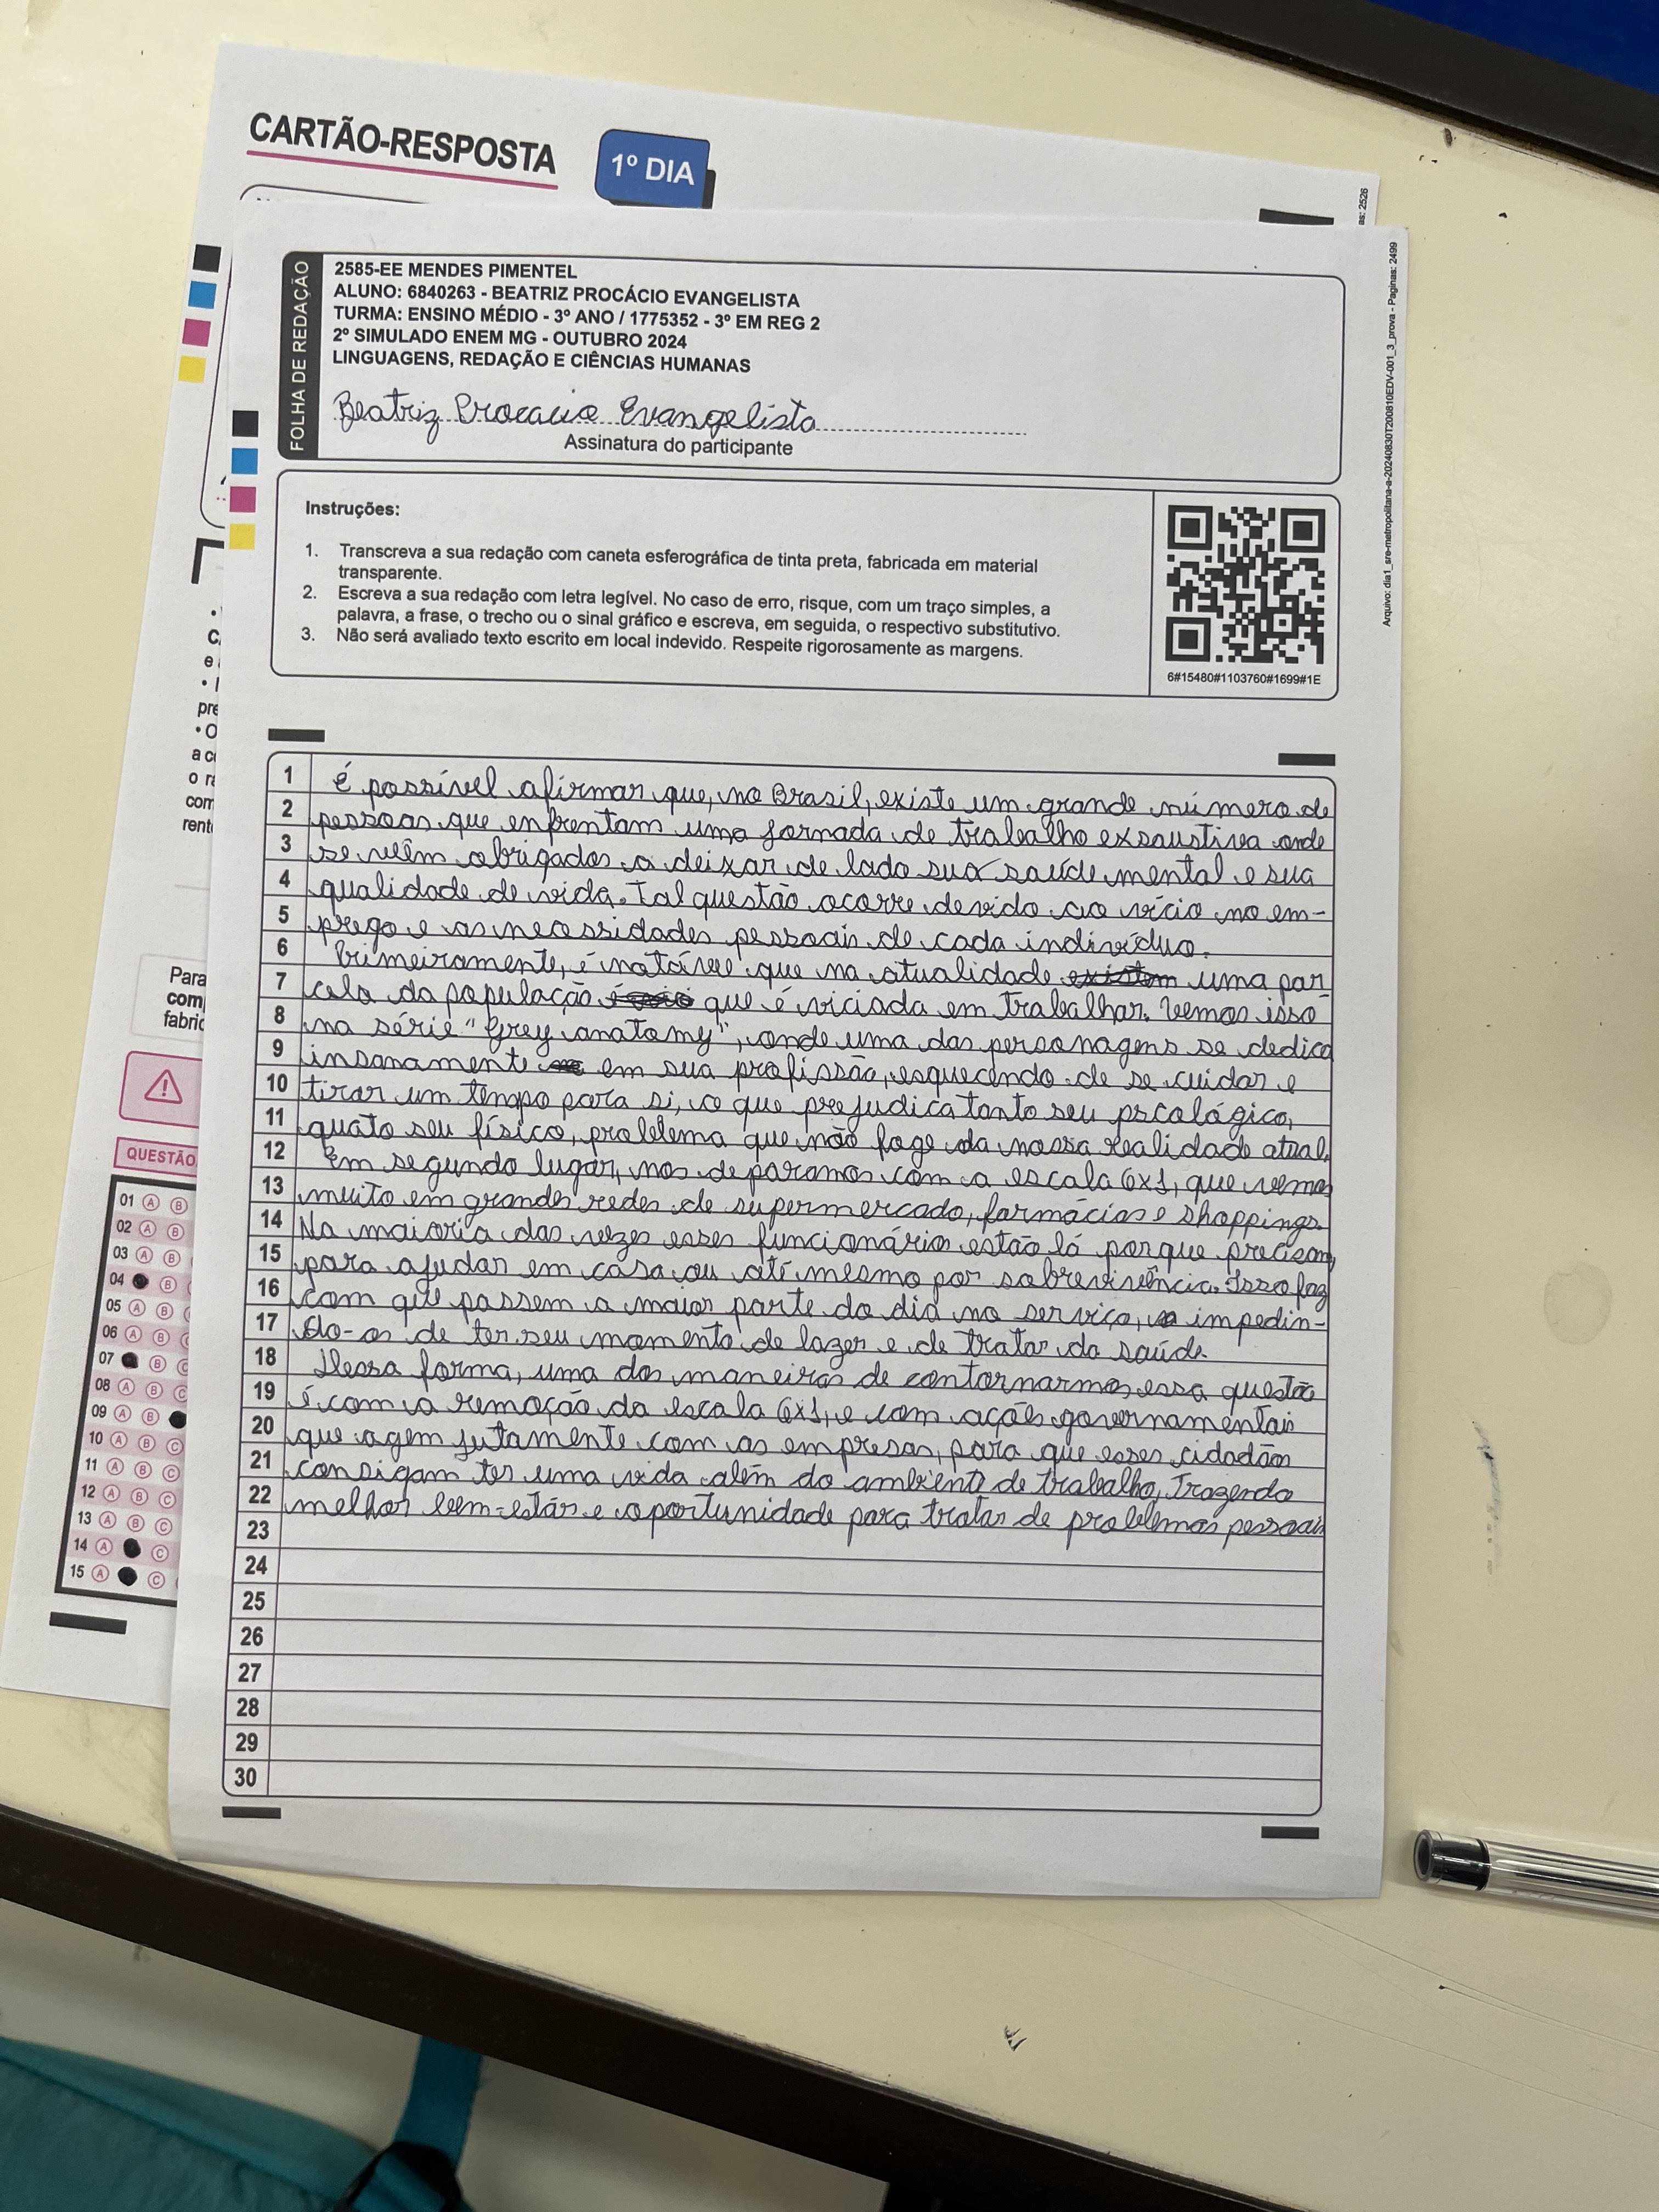 CARTÃO-RESPOSTA
1º DIA
as: 2526
FOLHA DE REDAÇÃO
2585-EE MENDES PIMENTEL
ALUNO: 6840263 - BEATRIZ PROCÁCIO EVANGELISTA
TURMA: ENSINO MÉDIO - 3º ANO / 1775352 - 3º EM REG 2
2º SIMULADO ENEM MG - OUTUBRO 2024
LINGUAGENS, REDAÇÃO E CIÊNCIAS HUMANAS
Beatriz Procacio Evangelista
Assinatura do participante
Arquivo: dia1_sre-metropolitana-a-20240830T200810EDV-001_3_prova - Paginas: 2499
Instruções:
1. Transcreva a sua redação com caneta esferográfica de tinta preta, fabricada em material
transparente.
2. Escreva a sua redação com letra legível. No caso de erro, risque, com um traço simples, a
palavra, a frase, o trecho ou o sinal gráfico e escreva, em seguida, o respectivo substitutivo.
3. Não será avaliado texto escrito em local indevido. Respeite rigorosamente as margens.
6#15480#1103760#1699#1E
1 é possível afirmar que, no Brasil, existe um grande número de
2 pessoas que enfrentam uma jornada de trabalho exsaustiva onde
3 se vêem obrigados a deixar de lado sua saúde mental e sua
4 qualidade de vida. Tal questão ocorre devido ao vício no em-
5 prego e as necessidades pessoais de cada indivíduo.
6 Primeiramente, é notável que na atualidade existem uma par
7 cela da população que é viciada em trabalhar. Vemos isso
8 na série "Grey anatomy", onde uma das personagens se dedica
9 insanamente em sua profissão, esquecendo de se cuidar e
10 tirar um tempo para si, o que prejudica tanto seu pscológico,
11 quato seu físico, problema que não foge da nossa realidade atual.
12 Em segundo lugar, nos deparamos com a escala 6x1, que vemos
13 muito em grandes redes de supermercado, farmácias e shoppings.
14 Na maioria das vezes esses funcionários estão lá porque precisam,
15 para ajudar em casa ou até mesmo por sobrevivência. Isso faz
16 com que passem a maior parte do dia no serviço, impedin-
17 do-os de ter seu momento de lazer e de tratar da saúde.
18 Dessa forma, uma das maneiras de contornarmos essa questão
19 é com a remoção da escala 6x1, e com ações governamentais
20 que agem jutamente com as empresas, para que esses cidadãos
21 consigam ter uma vida além do ambiente de trabalho, Trazendo
22 melhor bem-estár e oportunidade para tratar de problemas pessoais
23
24
25
26
27
28
29
30
Para
com
fabric
QUESTÃO
01 A B
02 A B
03 A B
04 B
05 A B
06 A B
07 B C
08 A B C
09 A B
10 A B C
11 A B C
12 A B C
13 A B C
14 A C
15 A C